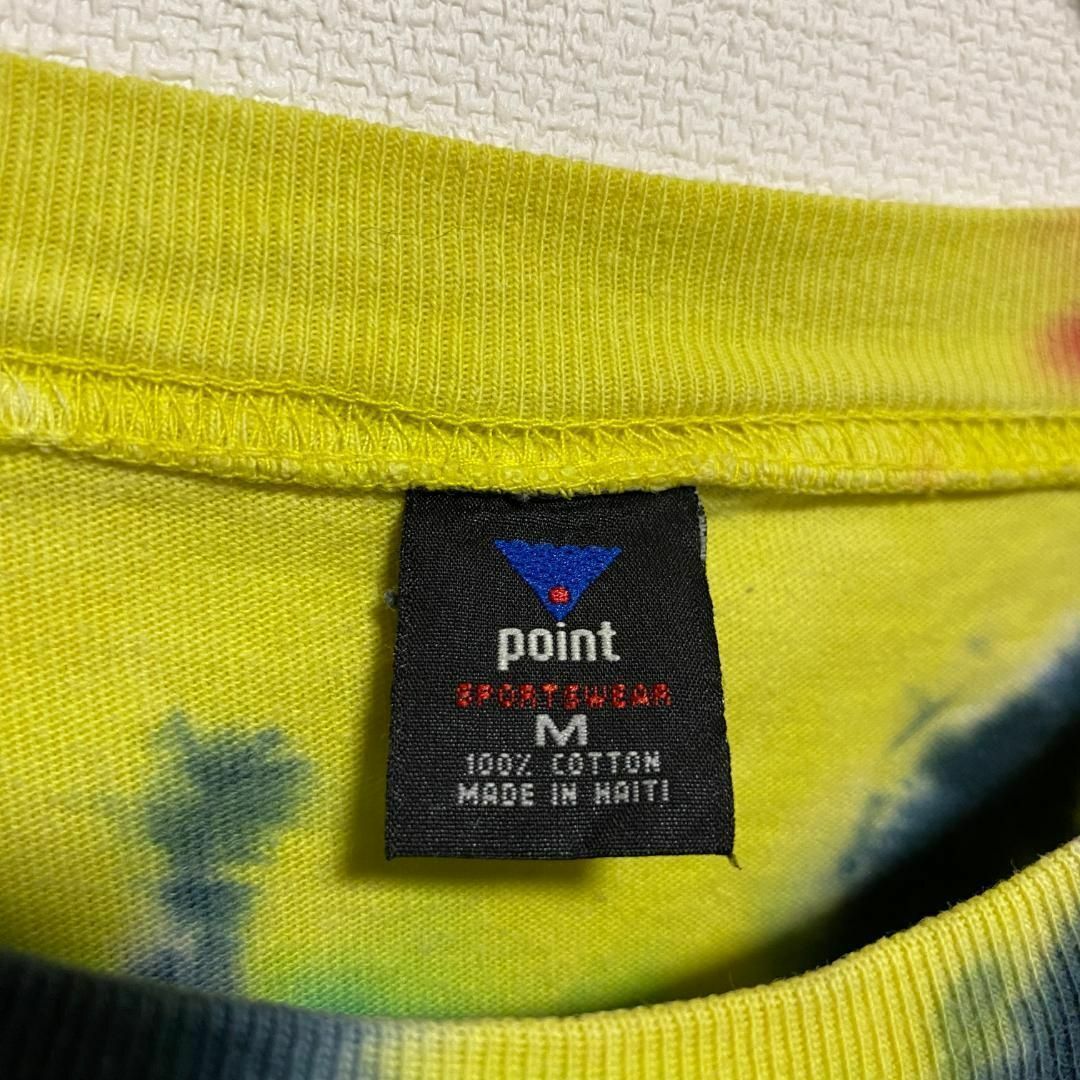 point
SPORTSWEAR
M
100% COTTON
MADE IN HAITI